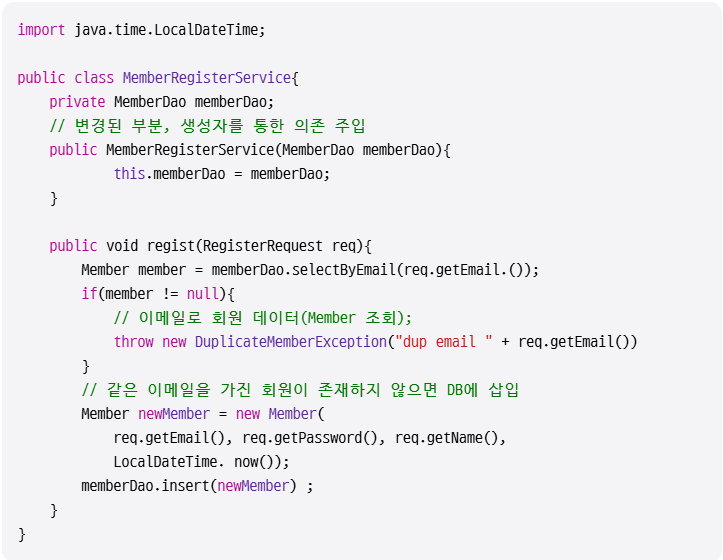 import java.time.LocalDateTime;
public class MemberRegisterService{
private MemberDao memberDao;
// 변경된 부분, 생성자를 통한 의존 주입
public MemberRegisterService(MemberDao memberDao){
this.memberDao = memberDao;
}
public void regist(RegisterRequest req){
Member member = memberDao.selectByEmail(req.getEmail.());
if(member != null){
// 이메일로 회원 데이터(Member 조회);
throw new DuplicateMemberException("dup email " + req.getEmail())
}
// 같은 이메일을 가진 회원이 존재하지 않으면 DB에 삽입
Member newMember = new Member(
req.getEmail(), req.getPassword(), req.getName(),
LocalDateTime. now());
memberDao.insert(newMember) ;
}
}